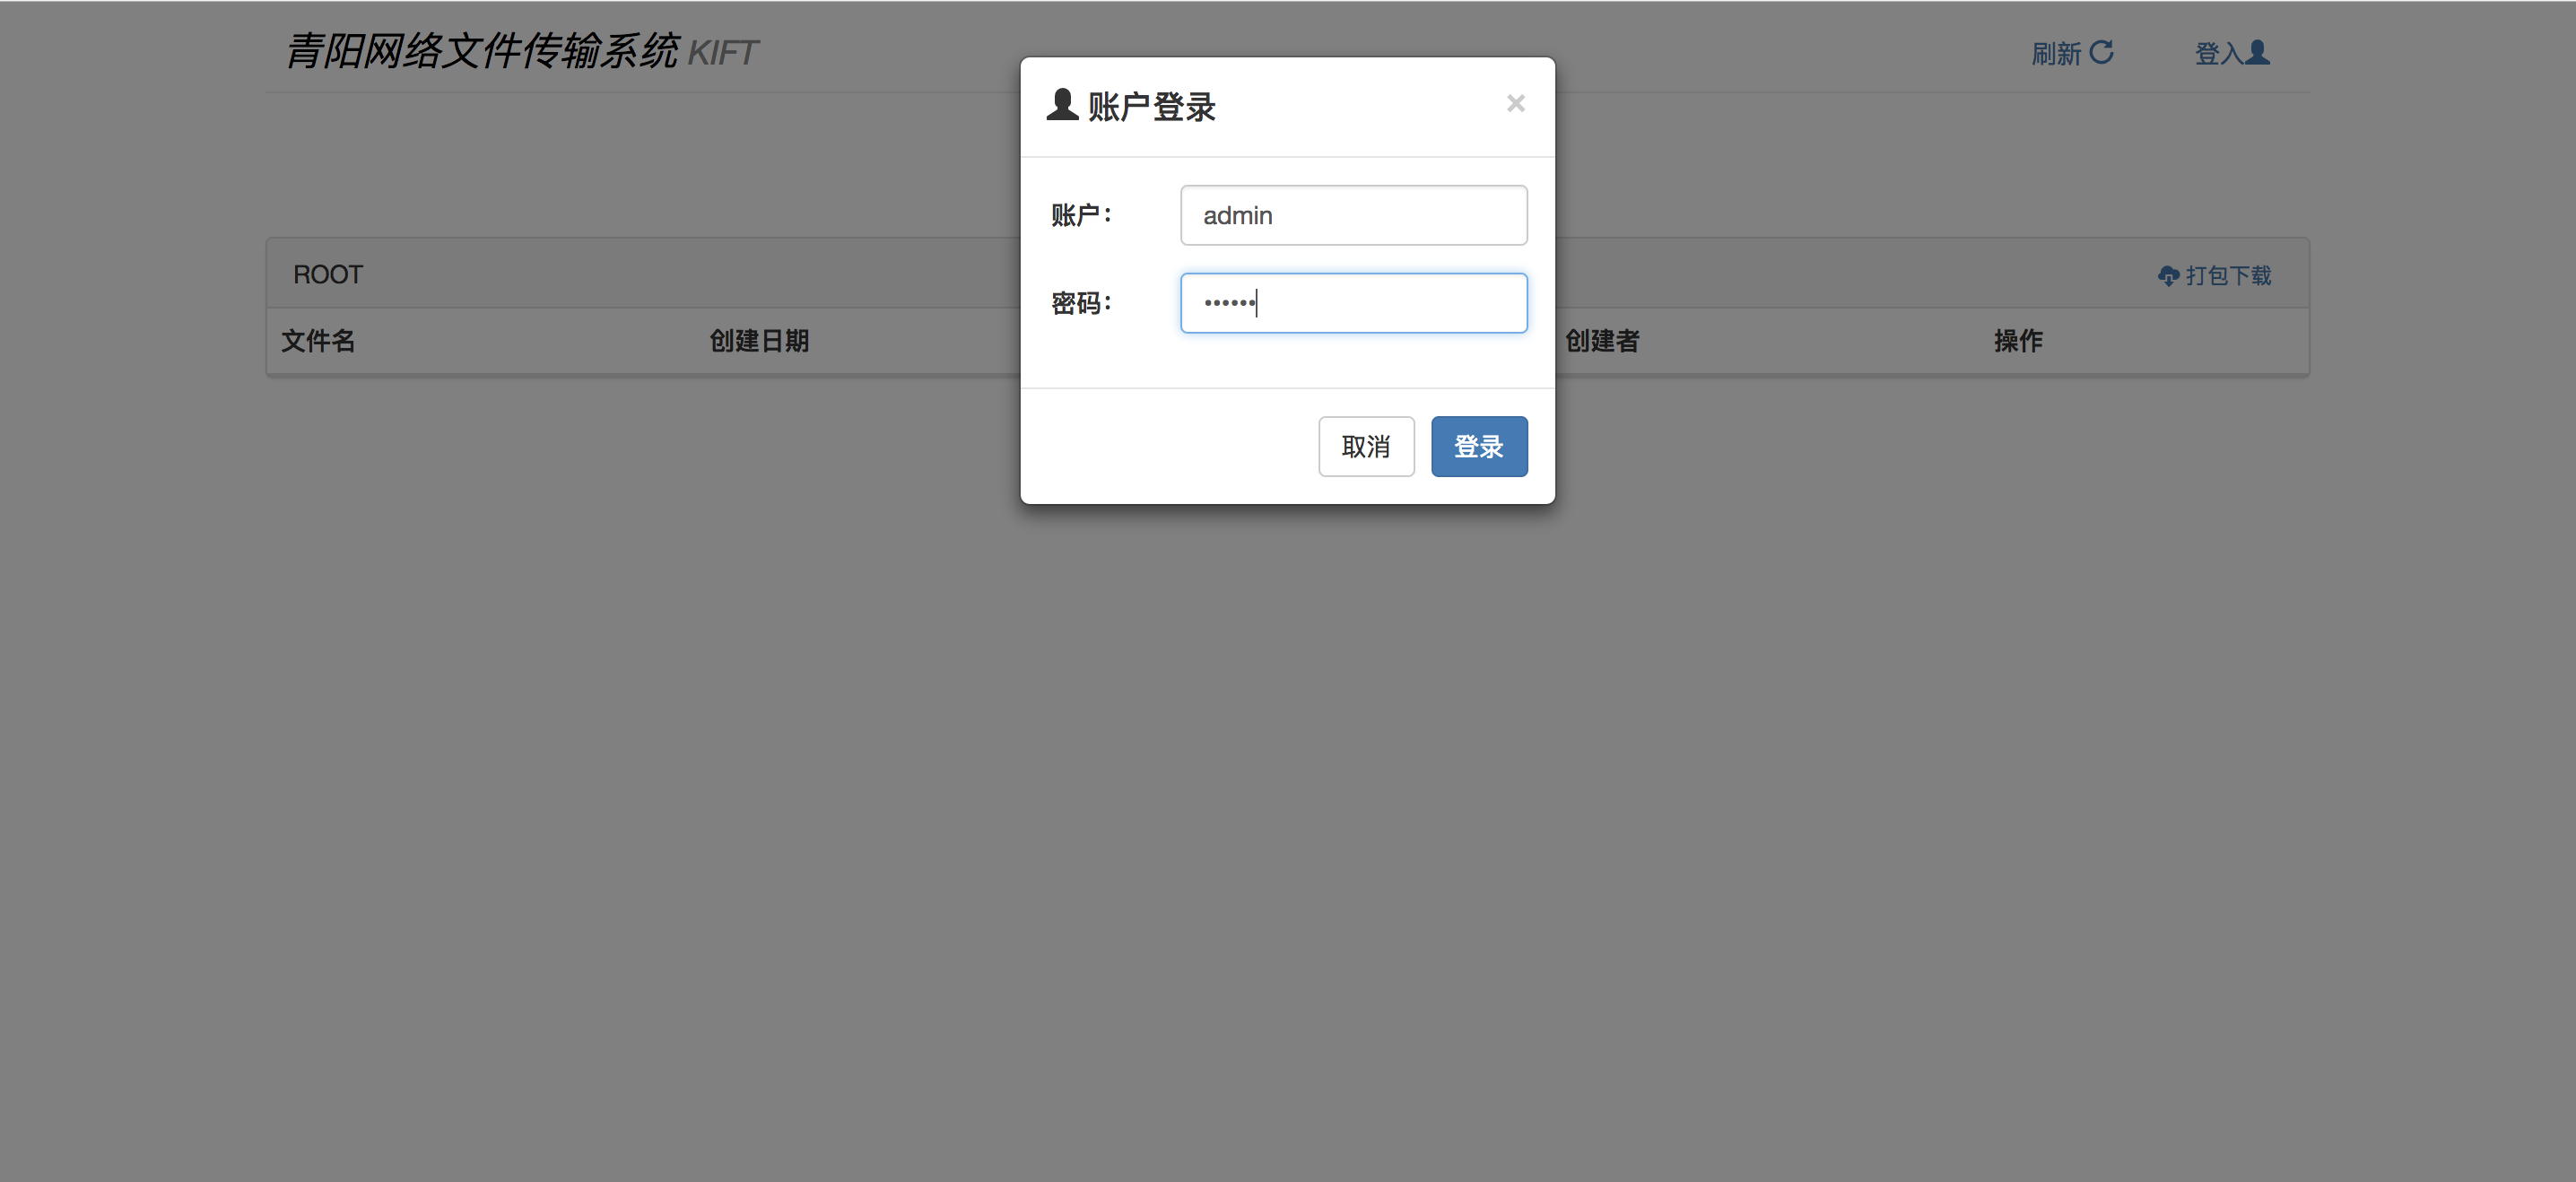 青阳网络文件传输系统 KIFT
刷新 登入
账户登录 ×
账户： admin
密码： ••••••
取消 登录
ROOT 打包下载
文件名 创建日期 创建者 操作